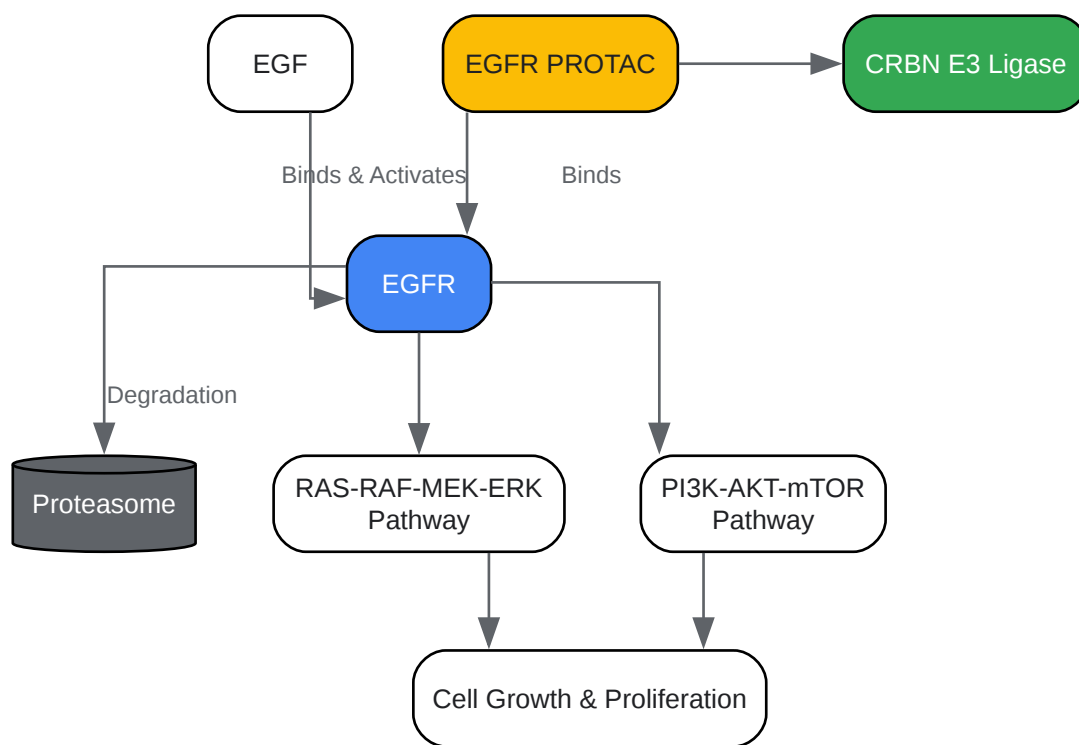 EGF
EGFR PROTAC
CRBN E3 Ligase
Binds & Activates
Binds
EGFR
Degradation
Proteasome
RAS-RAF-MEK-ERK
Pathway
PI3K-AKT-mTOR
Pathway
Cell Growth & Proliferation